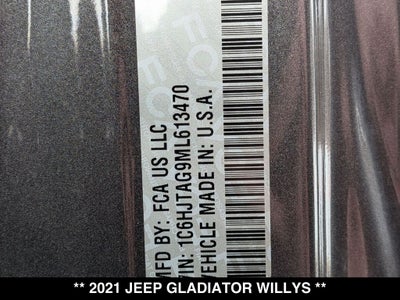 MFD BY: FCA US LLC
VIN: 1C6HJTAG9ML613470
VEHICLE MADE IN: U.S.A.
** 2021 JEEP GLADIATOR WILLYS **